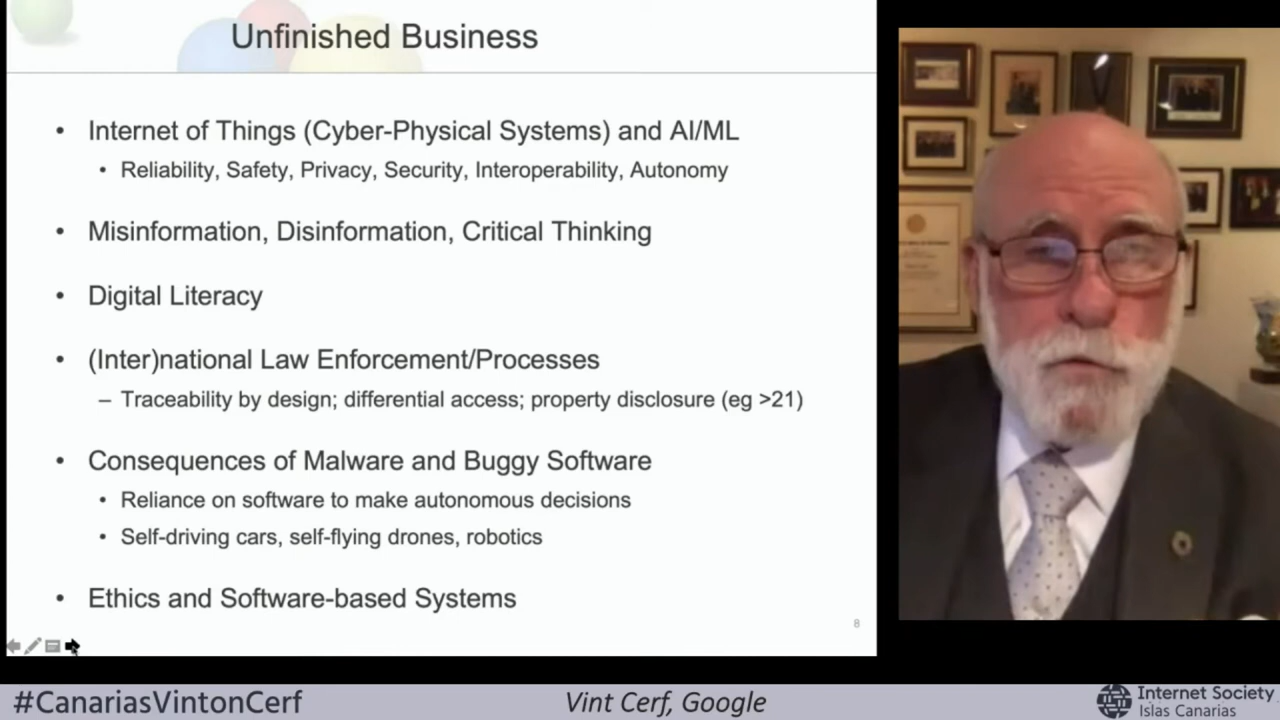 Unfinished Business
• Internet of Things (Cyber-Physical Systems) and AI/ML
• Reliability, Safety, Privacy, Security, Interoperability, Autonomy
• Misinformation, Disinformation, Critical Thinking
• Digital Literacy
• (Inter)national Law Enforcement/Processes
– Traceability by design; differential access; property disclosure (eg >21)
• Consequences of Malware and Buggy Software
• Reliance on software to make autonomous decisions
• Self-driving cars, self-flying drones, robotics
• Ethics and Software-based Systems
8
#CanariasVintonCerf
Vint Cerf, Google
Internet Society
Islas Canarias